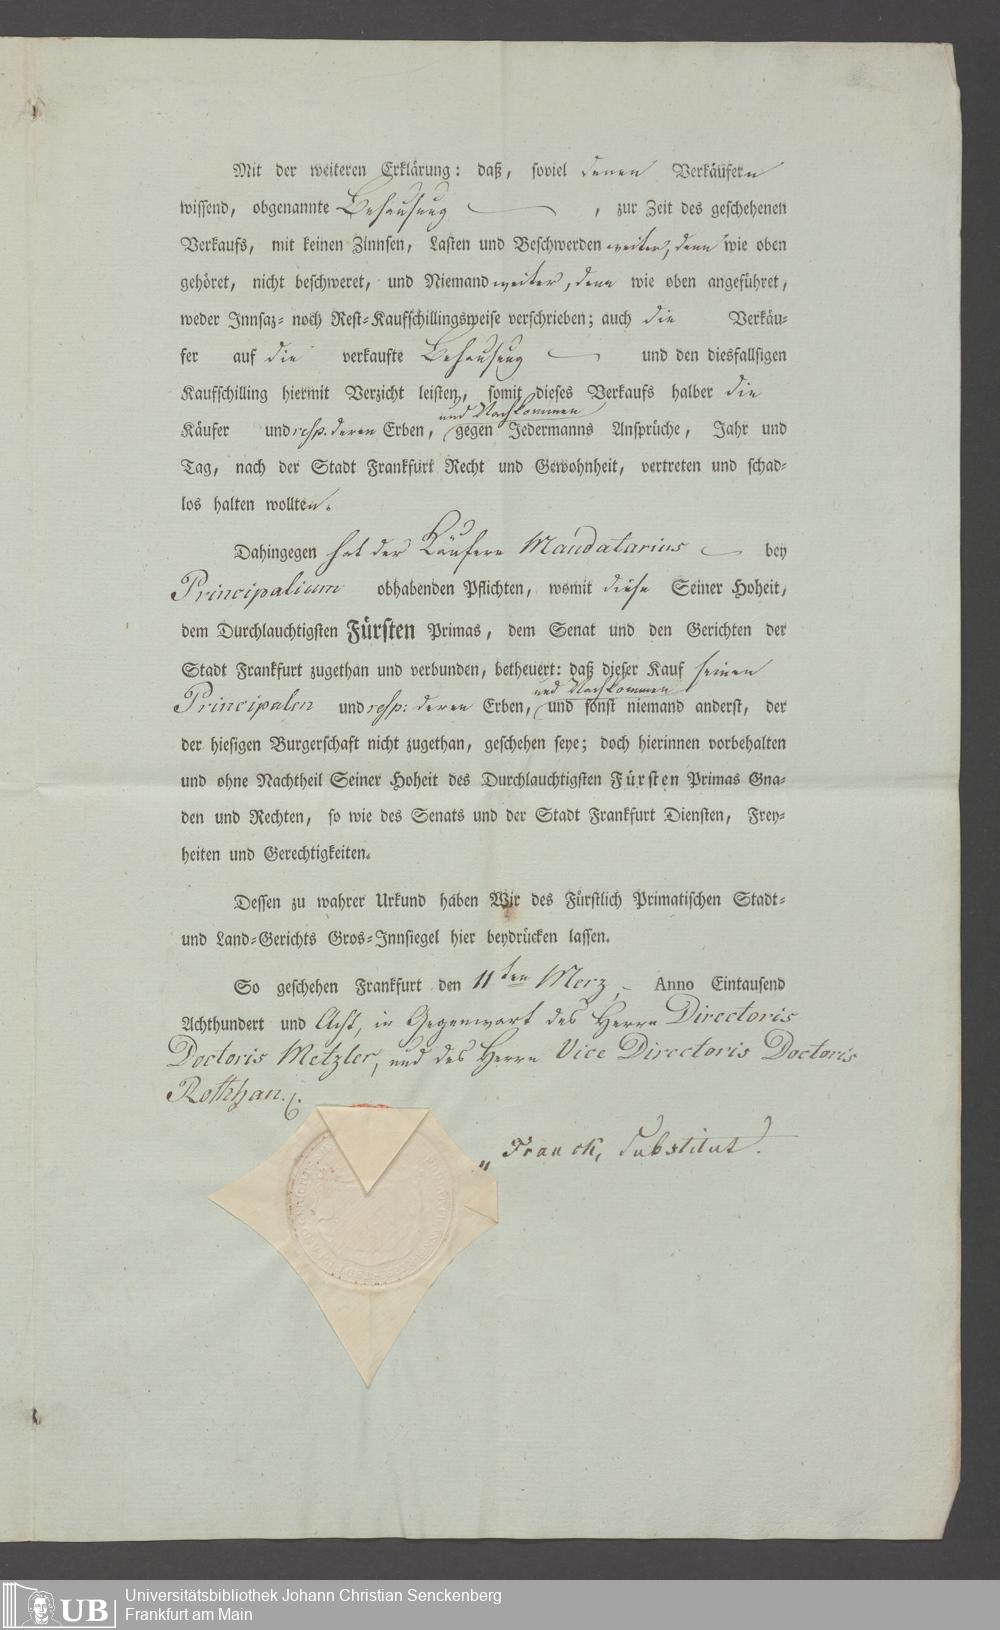 Mit der weiteren Erklärung: daß, soviel denen Verkäufern
wissend, obgenannte Behausung —, zur Zeit des geschehenen
Verkaufs, mit keinen Zinnsen, Lasten und Beschwerden weiter, denn wie oben
gehöret, nicht beschweret, und Niemand weiter, denn wie oben angeführet,
weder Innsaz- noch Rest-Kaufschillingsweise verschrieben; auch die Verkäu-
fer auf die verkaufte Behausung — und den diesfallsigen
Kaufschilling hiermit Verzicht leisten, somit dieses Verkaufs halber die
und Nachkommen
Käufer und resp. deren Erben, gegen Jedermanns Ansprüche, Jahr und
Tag, nach der Stadt Frankfurt Recht und Gewohnheit, vertreten und schad-
los halten wollten.
Dahingegen hat der Käufern Mandatarius — bey
Principalium obhabenden Pflichten, womit diese Seiner Hoheit,
dem Durchlauchtigsten Fürsten Primas, dem Senat und den Gerichten der
Stadt Frankfurt zugethan und verbunden, betheuert: daß dieser Kauf seinen
und Nachkommen
Principalen und resp: deren Erben, und sonst niemand anderst, der
der hiesigen Burgerschaft nicht zugethan, geschehen seye; doch hierinnen vorbehalten
und ohne Nachtheil Seiner Hoheit des Durchlauchtigsten Fürsten Primas Gna-
den und Rechten, so wie des Senats und der Stadt Frankfurt Diensten, Frey-
heiten und Gerechtigkeiten.
Dessen zu wahrer Urkund haben Wir des Fürstlich Primatischen Stadt-
und Land-Gerichts Gros-Innsiegel hier beydrücken lassen.
So geschehen Frankfurt den 11ten Merz, – Anno Eintausend
Achthundert und Acht, in Gegenwart des Herrn Directoris
Doctoris Metzler, und des Herrn Vice Directoris Doctoris
Rothhan.
„ Franck, Substitut.
UB
Universitätsbibliothek Johann Christian Senckenberg
Frankfurt am Main